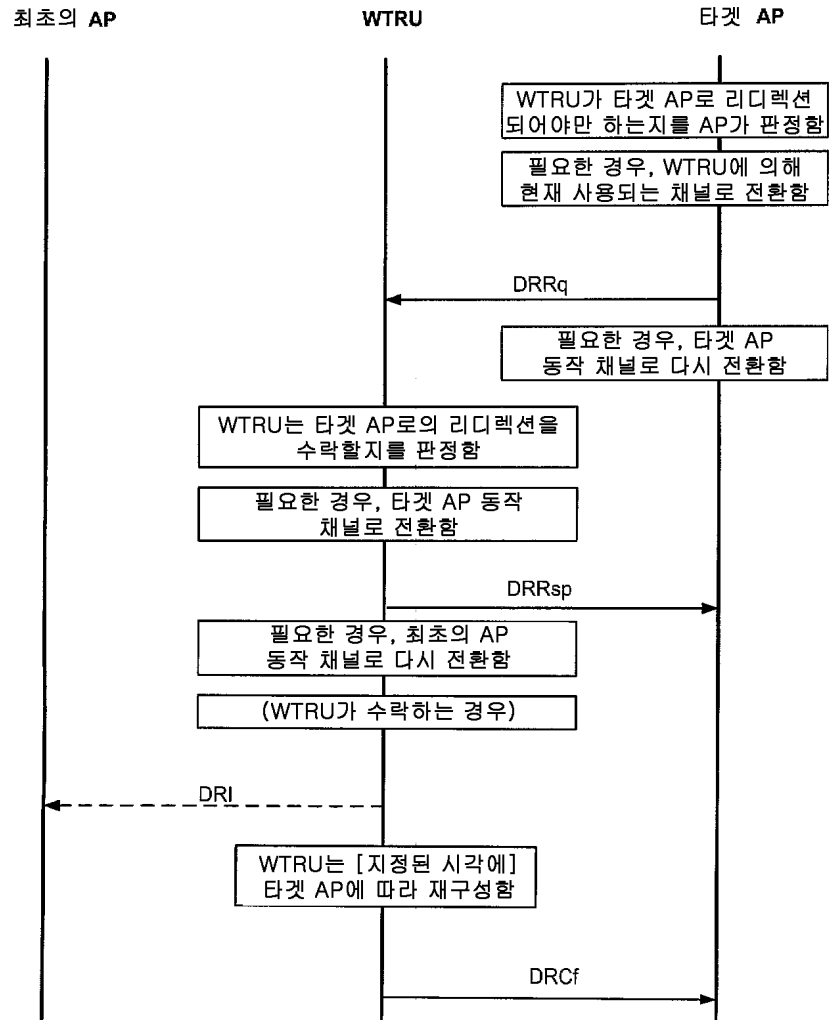 최초의 AP
WTRU
타겟 AP
WTRU가 타겟 AP로 리디렉션
되어야만 하는지를 AP가 판정함
필요한 경우, WTRU에 의해
현재 사용되는 채널로 전환함
DRRq
필요한 경우, 타겟 AP
동작 채널로 다시 전환함
WTRU는 타겟 AP로의 리디렉션을
수락할지를 판정함
필요한 경우, 타겟 AP 동작
채널로 전환함
DRRsp
필요한 경우, 최초의 AP
동작 채널로 다시 전환함
(WTRU가 수락하는 경우)
DRI
WTRU는 [지정된 시각에]
타겟 AP에 따라 재구성함
DRCf